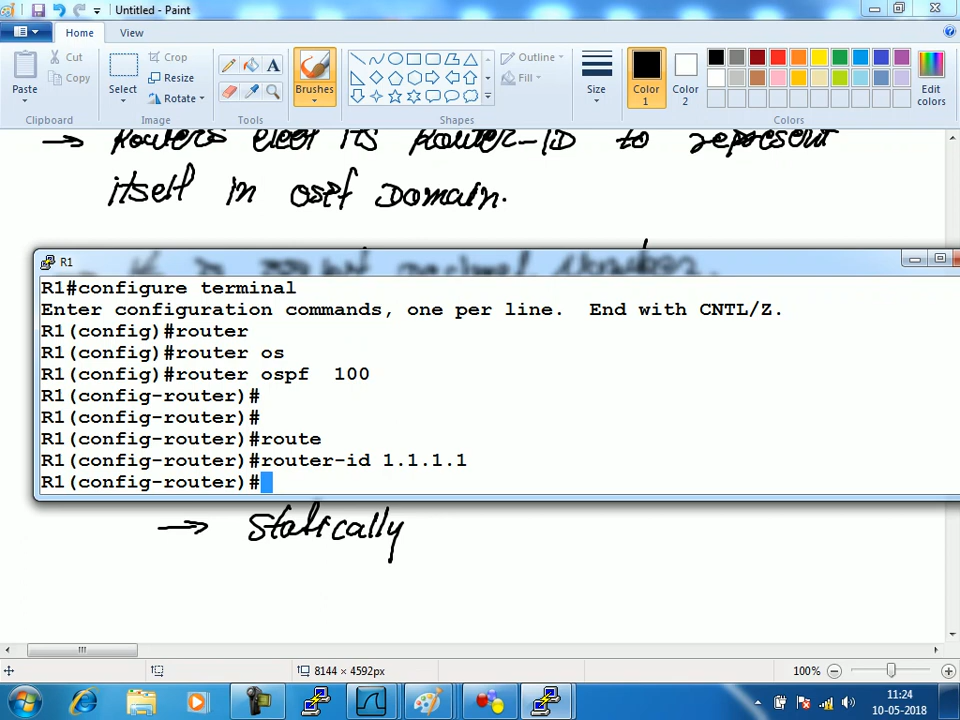 Untitled - Paint
Home View
Paste
Cut
Copy
Clipboard
Select
Crop
Resize
Rotate
Image
Tools
Brushes
Shapes
Outline
Fill
Size
Color 1
Color 2
Edit colors
Colors
→ Routers elect its Router-ID to represent
itself in OSPF Domain.
R1
R1#configure terminal
Enter configuration commands, one per line.  End with CNTL/Z.
R1(config)#router
R1(config)#router os
R1(config)#router ospf  100
R1(config-router)#
R1(config-router)#
R1(config-router)#route
R1(config-router)#router-id 1.1.1.1
R1(config-router)#
→ statically
8144 × 4592px
100%
11:24
10-05-2018